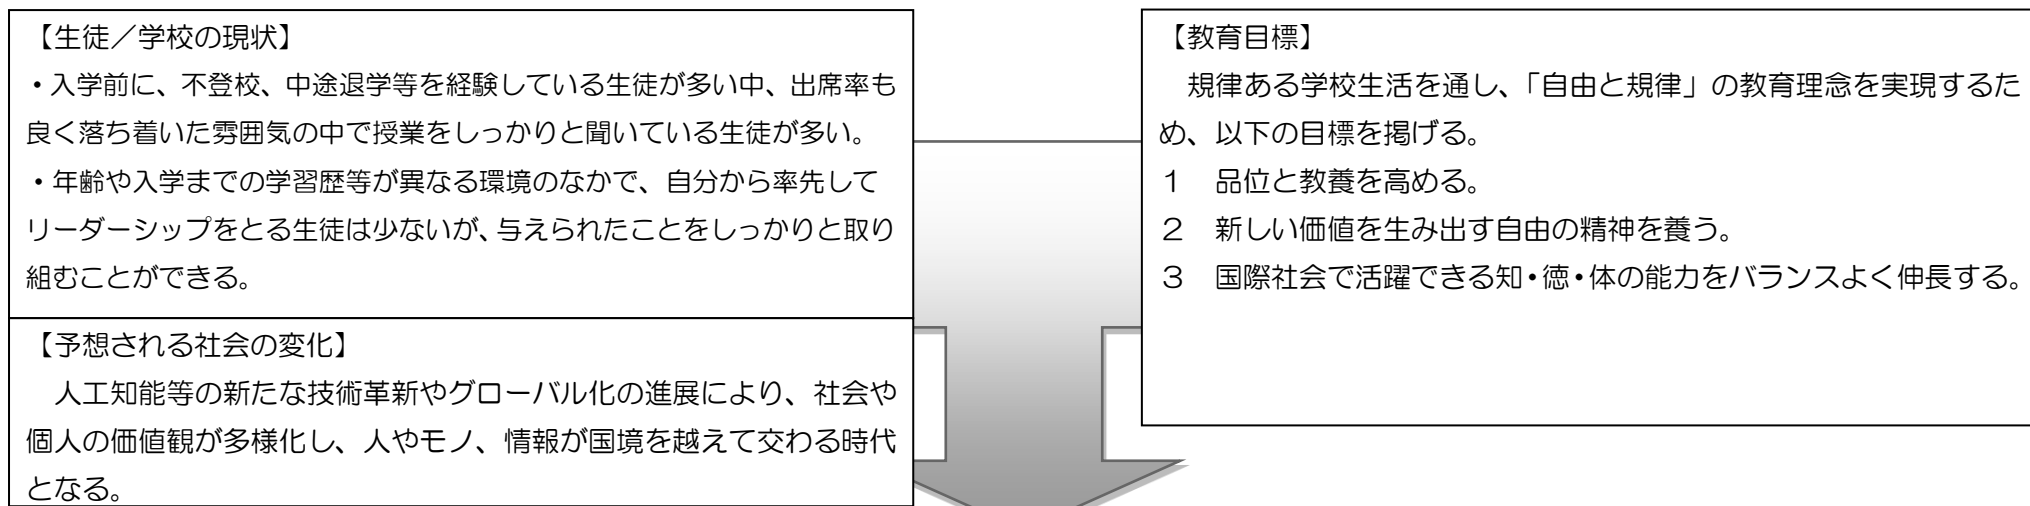 【生徒／学校の現状】
・入学前に、不登校、中途退学等を経験している生徒が多い中、出席率も
良く落ち着いた雰囲気の中で授業をしっかりと聞いている生徒が多い。
・年齢や入学までの学習歴等が異なる環境のなかで、自分から率先して
リーダーシップをとる生徒は少ないが、与えられたことをしっかりと取り
組むことができる。
【予想される社会の変化】
　人工知能等の新たな技術革新やグローバル化の進展により、社会や
個人の価値観が多様化し、人やモノ、情報が国境を越えて交わる時代
となる。
【教育目標】
　規律ある学校生活を通し、「自由と規律」の教育理念を実現するた
め、以下の目標を掲げる。
１　品位と教養を高める。
２　新しい価値を生み出す自由の精神を養う。
３　国際社会で活躍できる知・徳・体の能力をバランスよく伸長する。